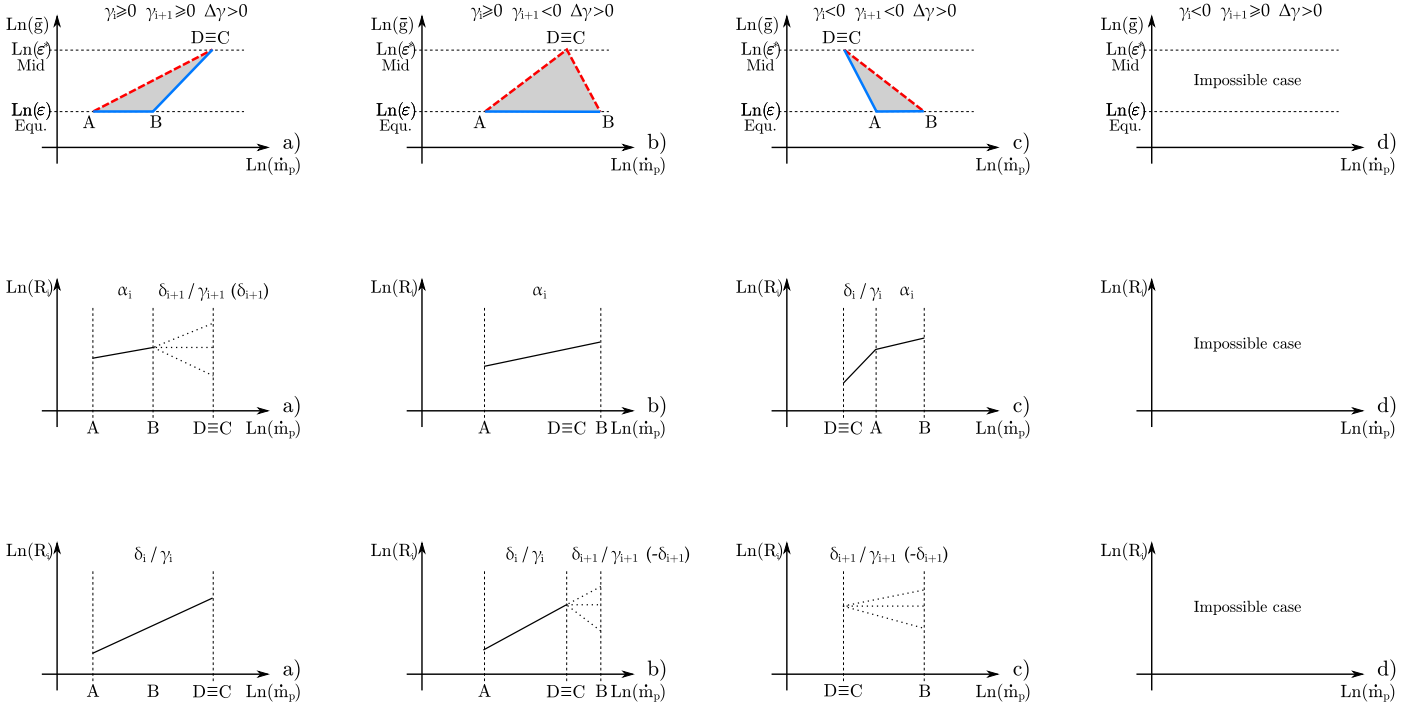 γᵢ⩾0 γᵢ₊₁⩾0 Δγ>0
Ln(ḡ)
D≡C
Ln(ε*)
Mid
Ln(ε)
Equ.
A
B
a)
Ln(ṁₚ)
γᵢ⩾0 γᵢ₊₁<0 Δγ>0
Ln(ḡ)
D≡C
Ln(ε*)
Mid
Ln(ε)
Equ.
A
B
b)
Ln(ṁₚ)
γᵢ<0 γᵢ₊₁<0 Δγ>0
Ln(ḡ)
D≡C
Ln(ε*)
Mid
Ln(ε)
Equ.
A
B
c)
Ln(ṁₚ)
γᵢ<0 γᵢ₊₁⩾0 Δγ>0
Ln(ḡ)
Ln(ε*)
Mid
Impossible case
Ln(ε)
Equ.
d)
Ln(ṁₚ)
Ln(Rᵢ)
αᵢ δᵢ₊₁/γᵢ₊₁ (δᵢ₊₁)
a)
A B D≡C Ln(ṁₚ)
Ln(Rᵢ)
αᵢ
b)
A D≡C B Ln(ṁₚ)
Ln(Rᵢ)
δᵢ/γᵢ αᵢ
c)
D≡C A B Ln(ṁₚ)
Ln(Rᵢ)
Impossible case
d)
Ln(ṁₚ)
Ln(Rᵢ)
δᵢ/γᵢ
a)
A B D≡C Ln(ṁₚ)
Ln(Rᵢ)
δᵢ/γᵢ δᵢ₊₁/γᵢ₊₁ (-δᵢ₊₁)
b)
A D≡C B Ln(ṁₚ)
Ln(Rᵢ)
δᵢ₊₁/γᵢ₊₁ (-δᵢ₊₁)
c)
D≡C B Ln(ṁₚ)
Ln(Rᵢ)
Impossible case
d)
Ln(ṁₚ)